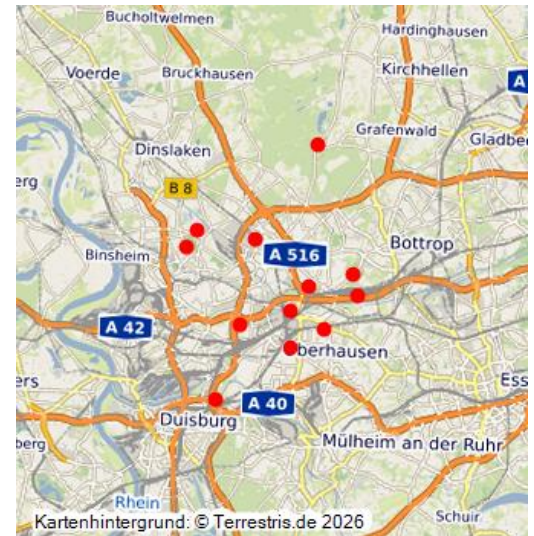 Bucholtwelmen
Hardinghausen
Voerde
Bruckhausen
Kirchhellen
A
Grafenwald
Dinslaken
Gladbe
erg
B 8
Binsheim
A 516
Bottrop
A 42
berhausen
ers
Ess
A 40
Duisburg
Mülheim an der Ruhr
berg
Rhein
Schuir
Kartenhintergrund: © Terrestris.de 2026